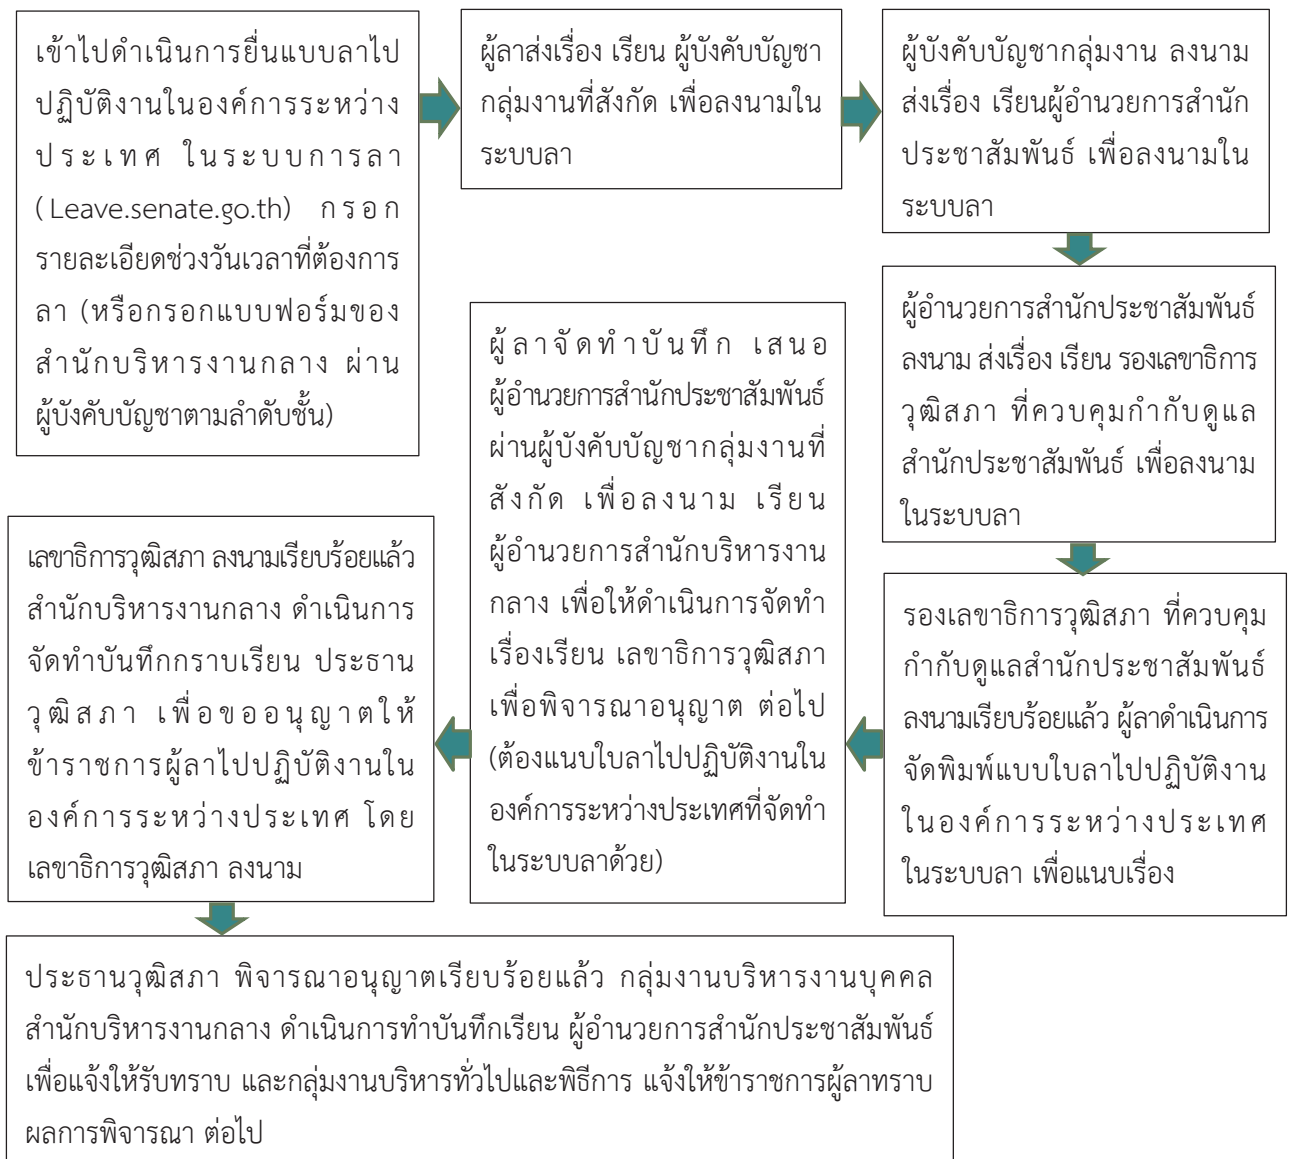 เข้าไปดำเนินการยื่นแบบลาไป
ปฏิบัติงานในองค์การระหว่าง
ประเทศ ในระบบการลา
(Leave.senate.go.th) กรอก
รายละเอียดช่วงวันเวลาที่ต้องการ
ลา (หรือกรอกแบบฟอร์มของ
สำนักบริหารงานกลาง ผ่าน
ผู้บังคับบัญชาตามลำดับชั้น)
ผู้ลาส่งเรื่อง เรียน ผู้บังคับบัญชา
กลุ่มงานที่สังกัด เพื่อลงนามใน
ระบบลา
ผู้บังคับบัญชากลุ่มงาน ลงนาม
ส่งเรื่อง เรียนผู้อำนวยการสำนัก
ประชาสัมพันธ์ เพื่อลงนามใน
ระบบลา
ผู้อำนวยการสำนักประชาสัมพันธ์
ลงนาม ส่งเรื่อง เรียน รองเลขาธิการ
วุฒิสภา ที่ควบคุมกำกับดูแล
สำนักประชาสัมพันธ์ เพื่อลงนาม
ในระบบลา
รองเลขาธิการวุฒิสภา ที่ควบคุม
กำกับดูแลสำนักประชาสัมพันธ์
ลงนามเรียบร้อยแล้ว ผู้ลาดำเนินการ
จัดพิมพ์แบบใบลาไปปฏิบัติงาน
ในองค์การระหว่างประเทศ
ในระบบลา เพื่อแนบเรื่อง
ผู้ลาจัดทำบันทึก เสนอ
ผู้อำนวยการสำนักประชาสัมพันธ์
ผ่านผู้บังคับบัญชากลุ่มงานที่
สังกัด เพื่อลงนาม เรียน
ผู้อำนวยการสำนักบริหารงาน
กลาง เพื่อให้ดำเนินการจัดทำ
เรื่องเรียน เลขาธิการวุฒิสภา
เพื่อพิจารณาอนุญาต ต่อไป
(ต้องแนบใบลาไปปฏิบัติงานใน
องค์การระหว่างประเทศที่จัดทำ
ในระบบลาด้วย)
เลขาธิการวุฒิสภา ลงนามเรียบร้อยแล้ว
สำนักบริหารงานกลาง ดำเนินการ
จัดทำบันทึกกราบเรียน ประธาน
วุฒิสภา เพื่อขออนุญาตให้
ข้าราชการผู้ลาไปปฏิบัติงานใน
องค์การระหว่างประเทศ โดย
เลขาธิการวุฒิสภา ลงนาม
ประธานวุฒิสภา พิจารณาอนุญาตเรียบร้อยแล้ว กลุ่มงานบริหารงานบุคคล
สำนักบริหารงานกลาง ดำเนินการทำบันทึกเรียน ผู้อำนวยการสำนักประชาสัมพันธ์
เพื่อแจ้งให้รับทราบ และกลุ่มงานบริหารทั่วไปและพิธีการ แจ้งให้ข้าราชการผู้ลาทราบ
ผลการพิจารณา ต่อไป